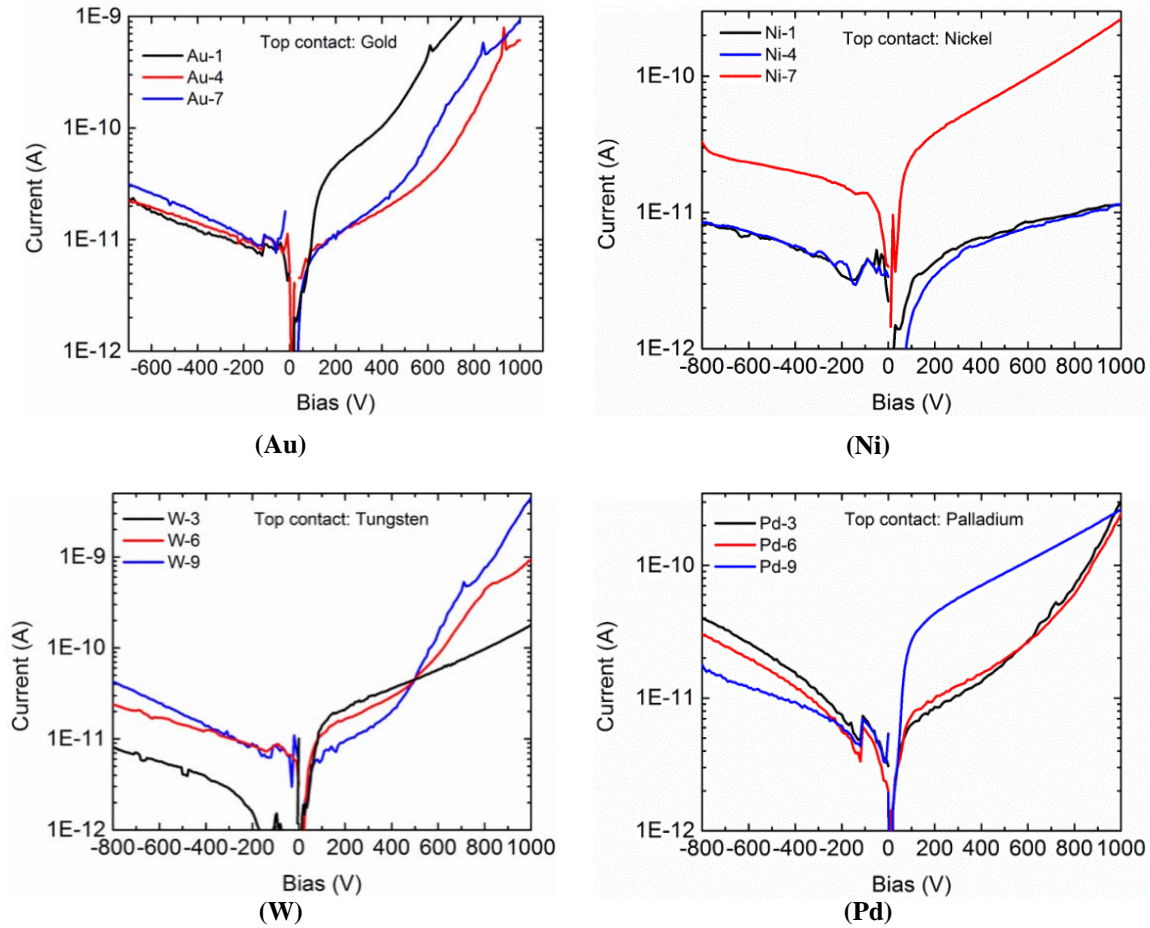 1E-9
Top contact: Gold
Au-1
Au-4
Au-7
1E-10
1E-11
1E-12
Current (A)
-600 -400 -200 0 200 400 600 800 1000
Bias (V)
(Au)
Ni-1
Top contact: Nickel
Ni-4
Ni-7
1E-10
1E-11
1E-12
Current (A)
-800 -600 -400 -200 0 200 400 600 800 1000
Bias (V)
(Ni)
W-3
Top contact: Tungsten
W-6
W-9
1E-9
1E-10
1E-11
1E-12
Current (A)
-800 -600 -400 -200 0 200 400 600 800 1000
Bias (V)
(W)
Pd-3
Top contact: Palladium
Pd-6
Pd-9
1E-10
1E-11
1E-12
Current (A)
-800 -600 -400 -200 0 200 400 600 800 1000
Bias (V)
(Pd)